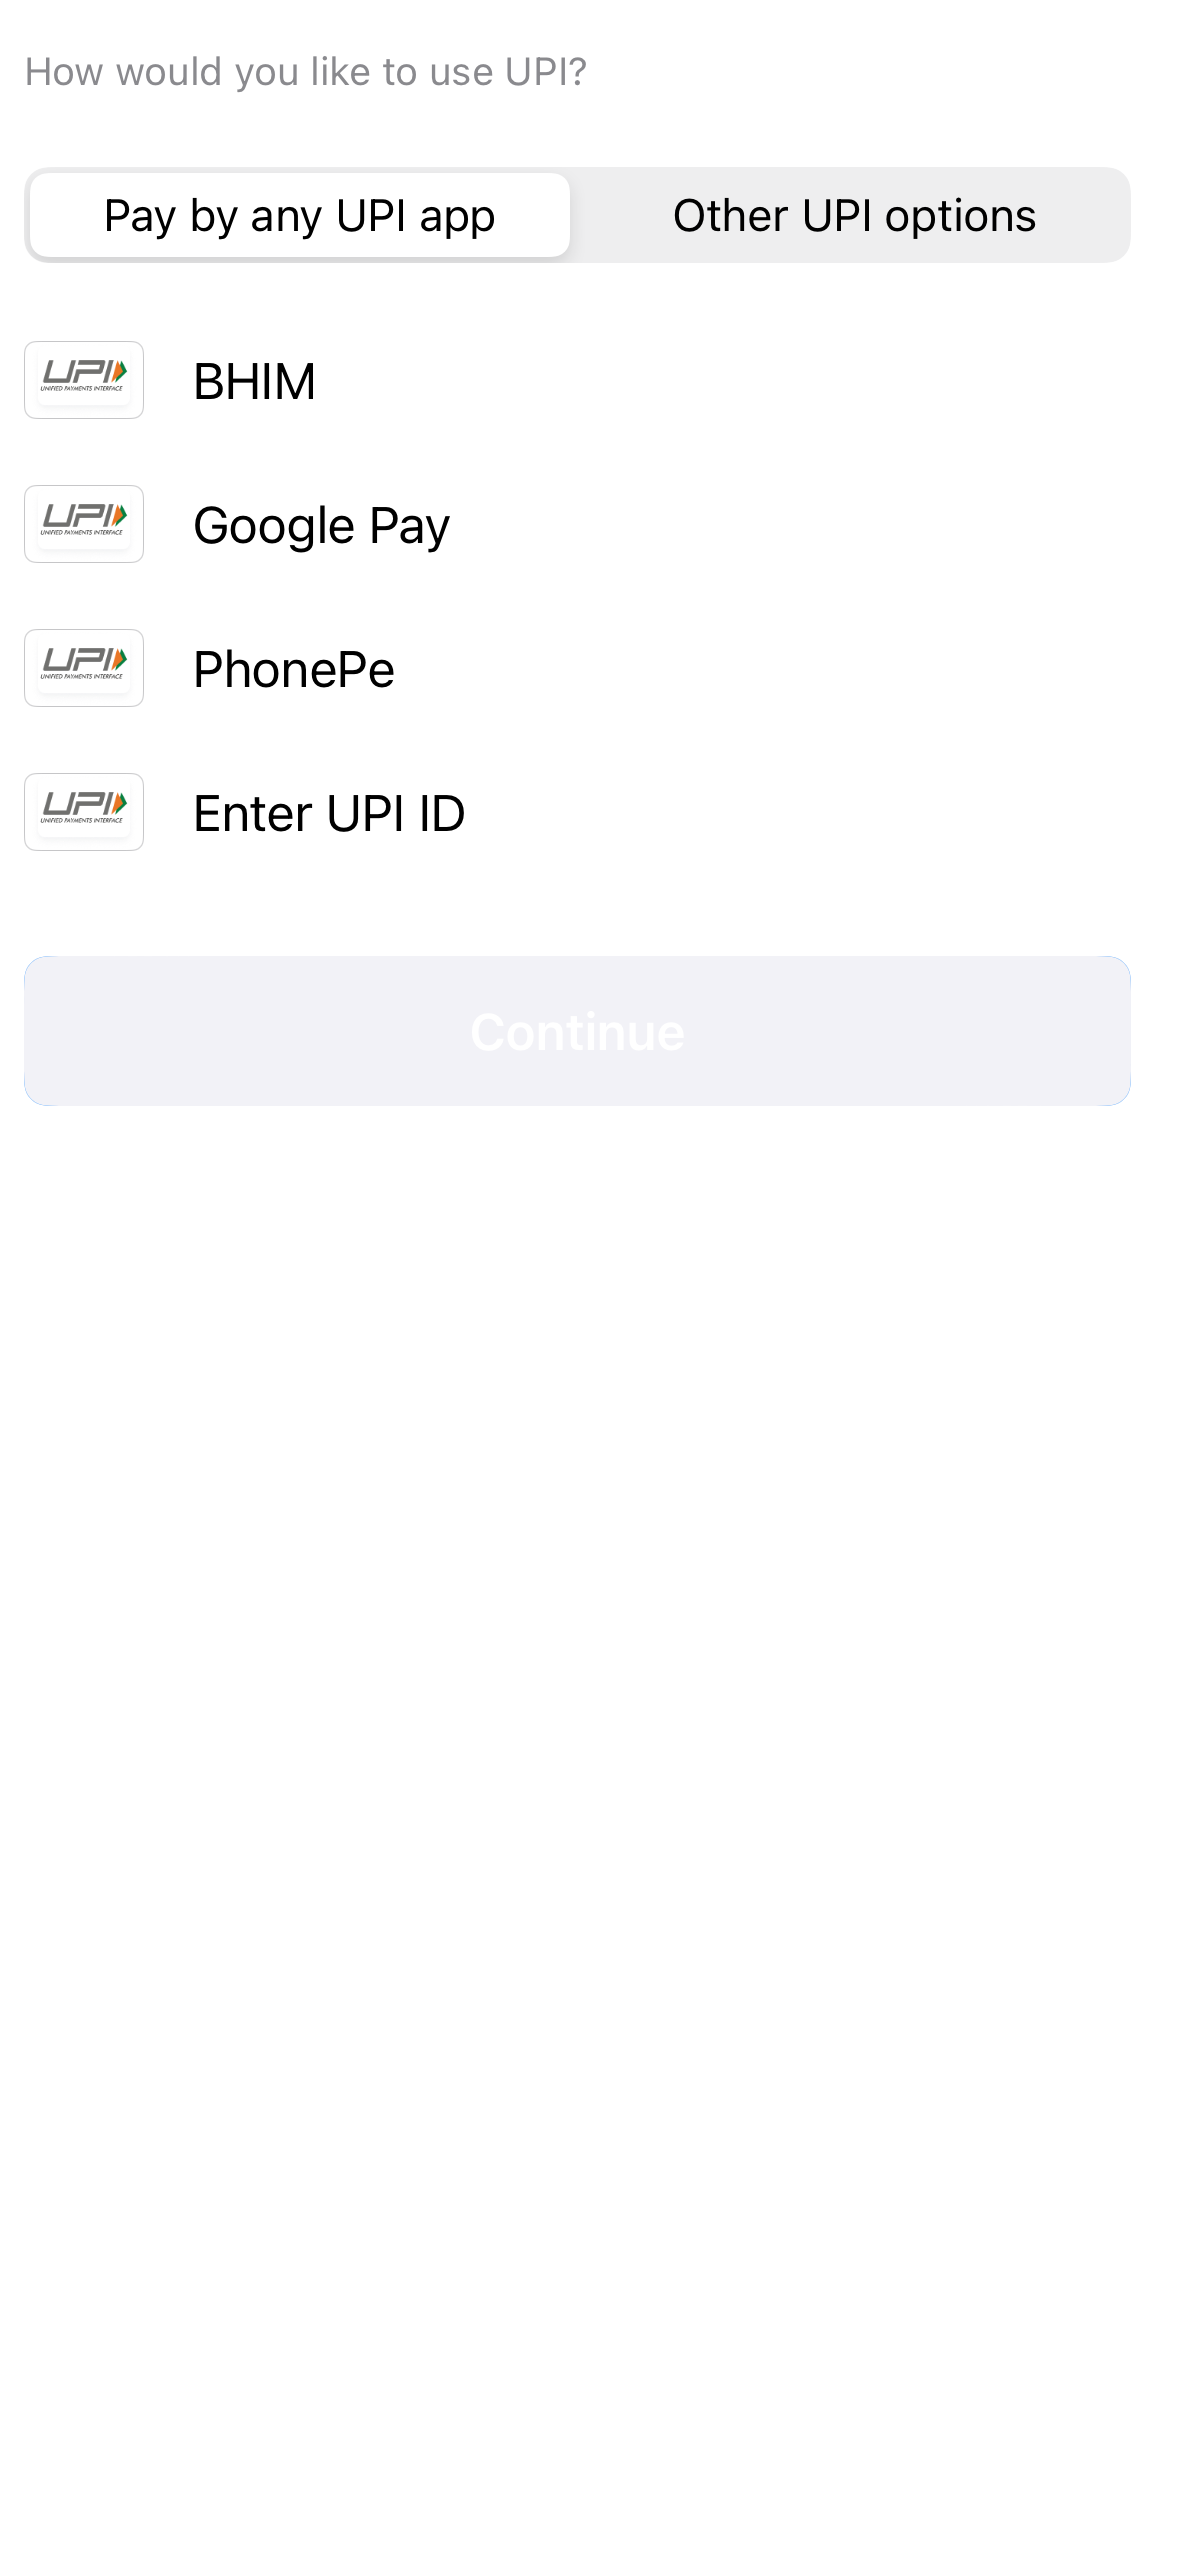 How would you like to use UPI?
Pay by any UPI app
Other UPI options
UPI
UNIFIED PAYMENTS INTERFACE
BHIM
UPI
UNIFIED PAYMENTS INTERFACE
Google Pay
UPI
UNIFIED PAYMENTS INTERFACE
PhonePe
UPI
UNIFIED PAYMENTS INTERFACE
Enter UPI ID
Continue